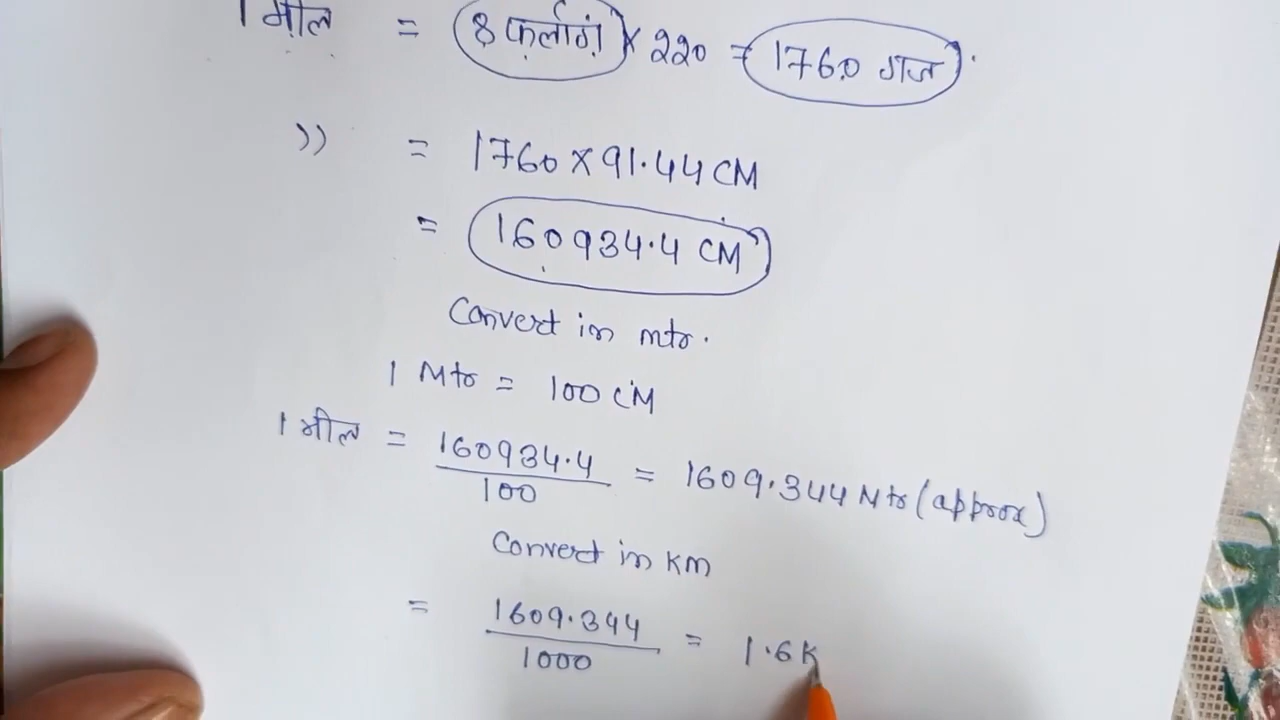 1 मील = 8 फर्लांग × 220 = 1760 गज
〃 = 1760 × 91.44 CM
= 160934.4 CM
Convert in mtr.
1 Mtr = 100 CM
1 मील = 160934.4 / 100 = 1609.344 Mtr (approx)
Convert in KM
= 1609.344 / 1000 = 1.6 K